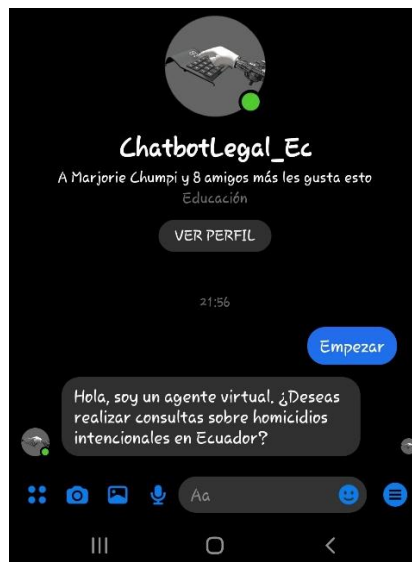 ChatbotLegal_Ec
A Marjorie Chumpi y 8 amigos más les gusta esto
Educación
VER PERFIL
21:56
Empezar
Hola, soy un agente virtual. ¿Deseas
realizar consultas sobre homicidios
intencionales en Ecuador?
Aa